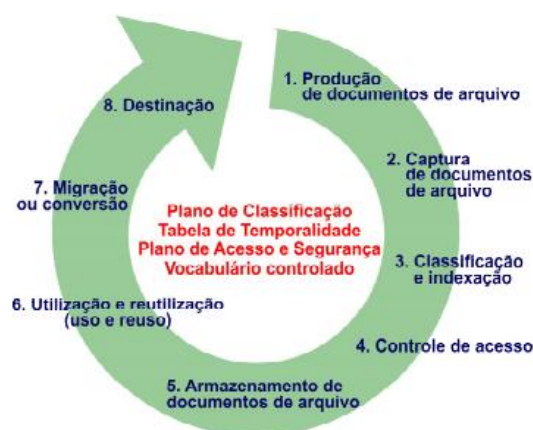 1. Produção
de documentos de arquivo
2. Captura
de documentos
de arquivo
3. Classificação
e indexação
4. Controle de acesso
5. Armazenamento de
documentos de arquivo
6. Utilização e reutilização
(uso e reuso)
7. Migração
ou conversão
8. Destinação
Plano de Classificação
Tabela de Temporalidade
Plano de Acesso e Segurança
Vocabulário controlado